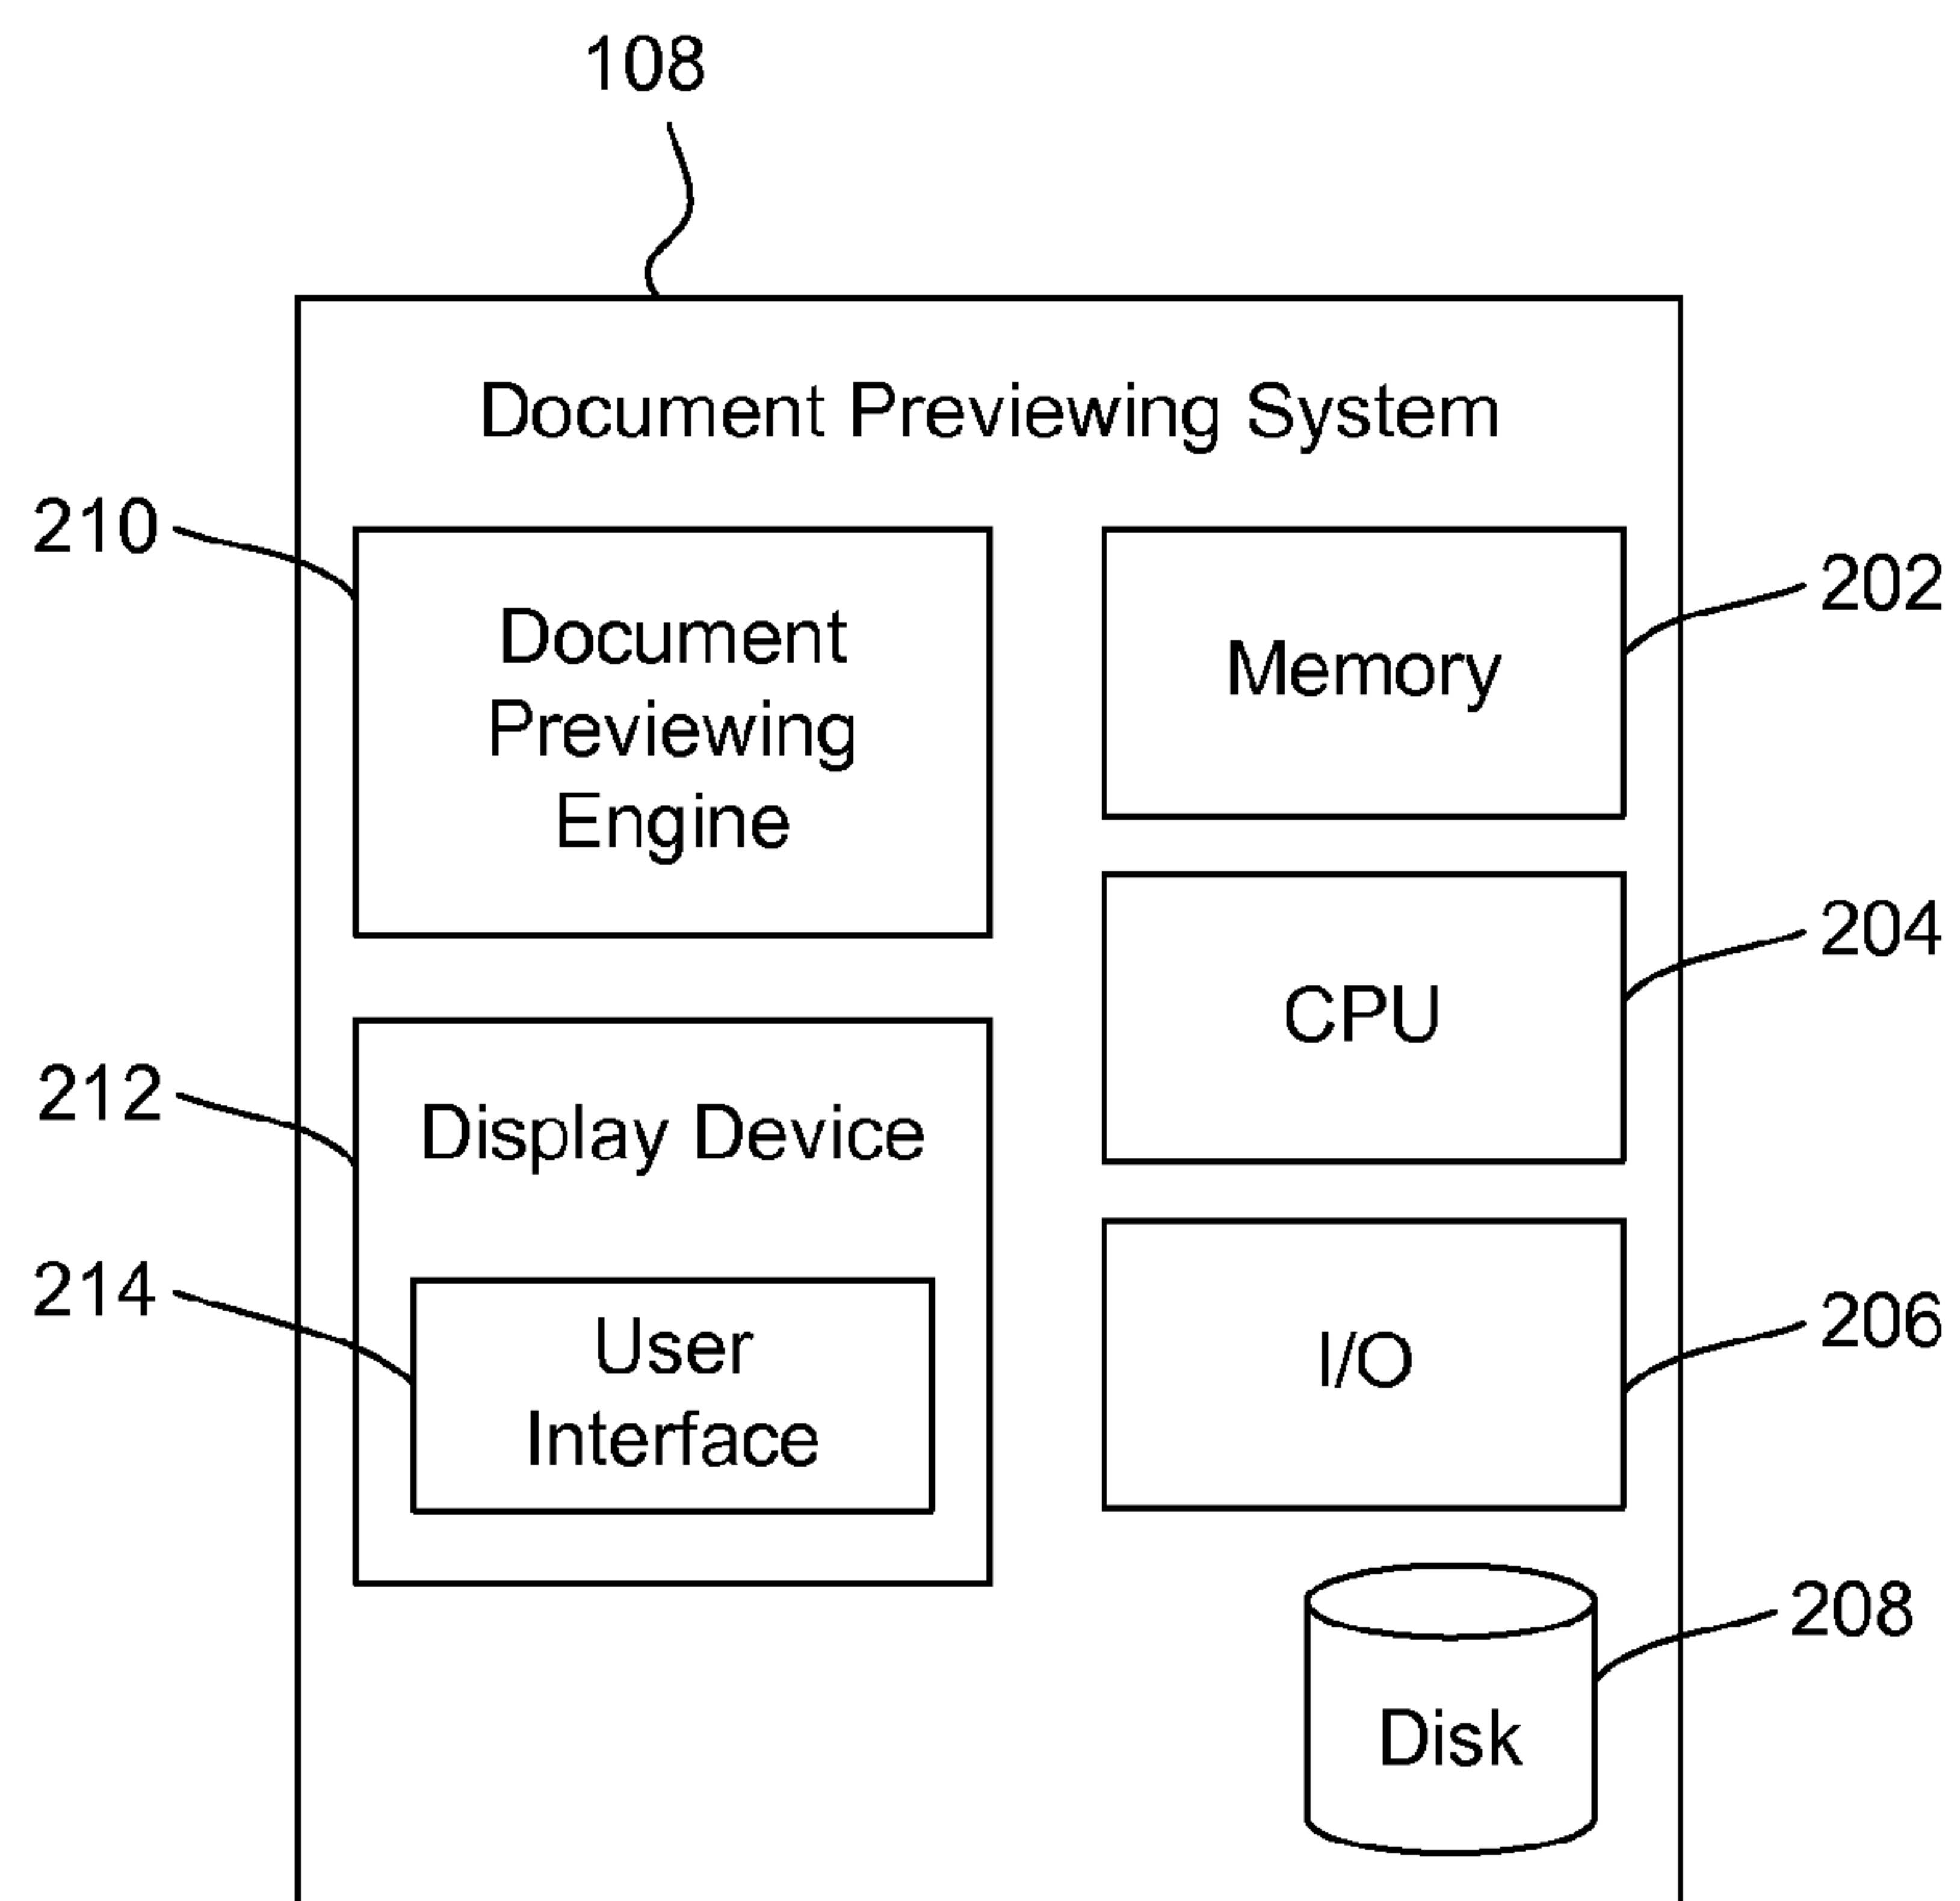 108
Document Previewing System
210
Document
Previewing
Engine
Memory
202
CPU
204
212
Display Device
214
User
Interface
I/O
206
Disk
208